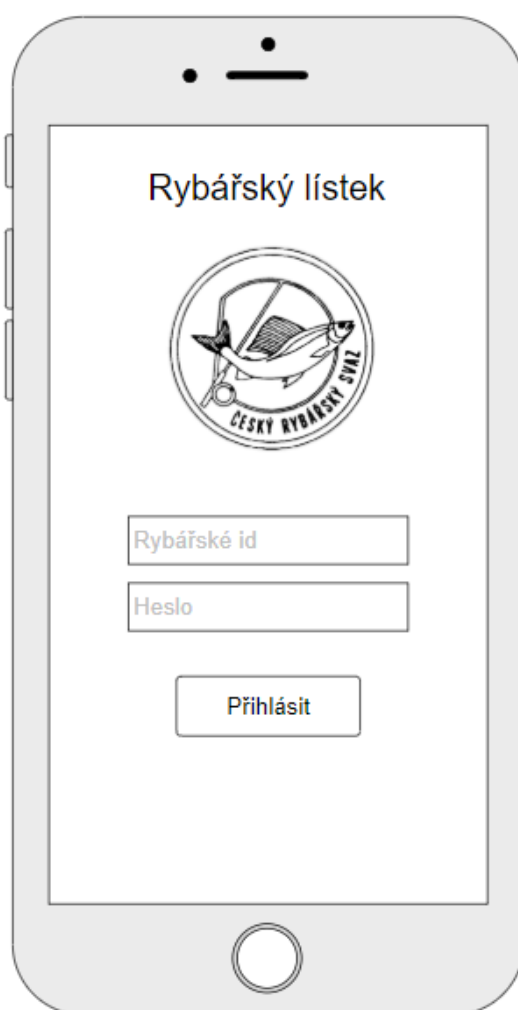 Rybářský lístek
ČESKÝ RYBÁŘSKÝ SVAZ
Rybářské id
Heslo
Přihlásit